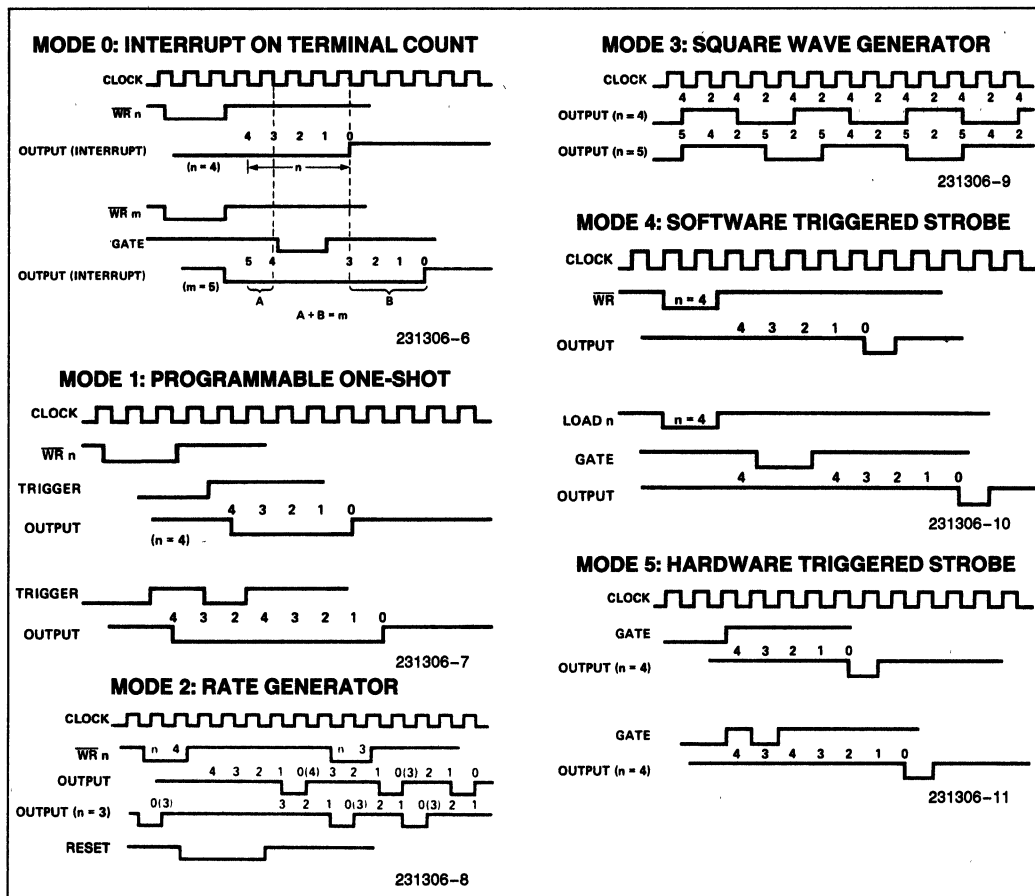 MODE 0: INTERRUPT ON TERMINAL COUNT
CLOCK
WR n
4 3 2 1 0
OUTPUT (INTERRUPT)
(n = 4) n
WR m
GATE
5 4 3 2 1 0
OUTPUT (INTERRUPT)
(m = 5)
A B
A + B = m
231306-6
MODE 1: PROGRAMMABLE ONE-SHOT
CLOCK
WR n
TRIGGER
4 3 2 1 0
OUTPUT
(n = 4)
TRIGGER
4 3 2 4 3 2 1 0
OUTPUT
231306-7
MODE 2: RATE GENERATOR
CLOCK
WR n n 4 n 3
OUTPUT 4 3 2 1 0(4) 3 2 1 0(3) 2 1 0
OUTPUT (n = 3) 0(3) 3 2 1 0(3) 2 1 0(3) 2 1
RESET
231306-8
MODE 3: SQUARE WAVE GENERATOR
CLOCK
4 2 4 2 4 2 4 2 4 2 4 2 4
OUTPUT (n = 4)
5 4 2 5 2 5 4 2 5 2 5 4 2
OUTPUT (n = 5)
231306-9
MODE 4: SOFTWARE TRIGGERED STROBE
CLOCK
WR n = 4
4 3 2 1 0
OUTPUT
LOAD n n = 4
GATE
4 4 3 2 1 0
OUTPUT
231306-10
MODE 5: HARDWARE TRIGGERED STROBE
CLOCK
GATE
4 3 2 1 0
OUTPUT (n = 4)
GATE
4 3 4 3 2 1 0
OUTPUT (n = 4)
231306-11